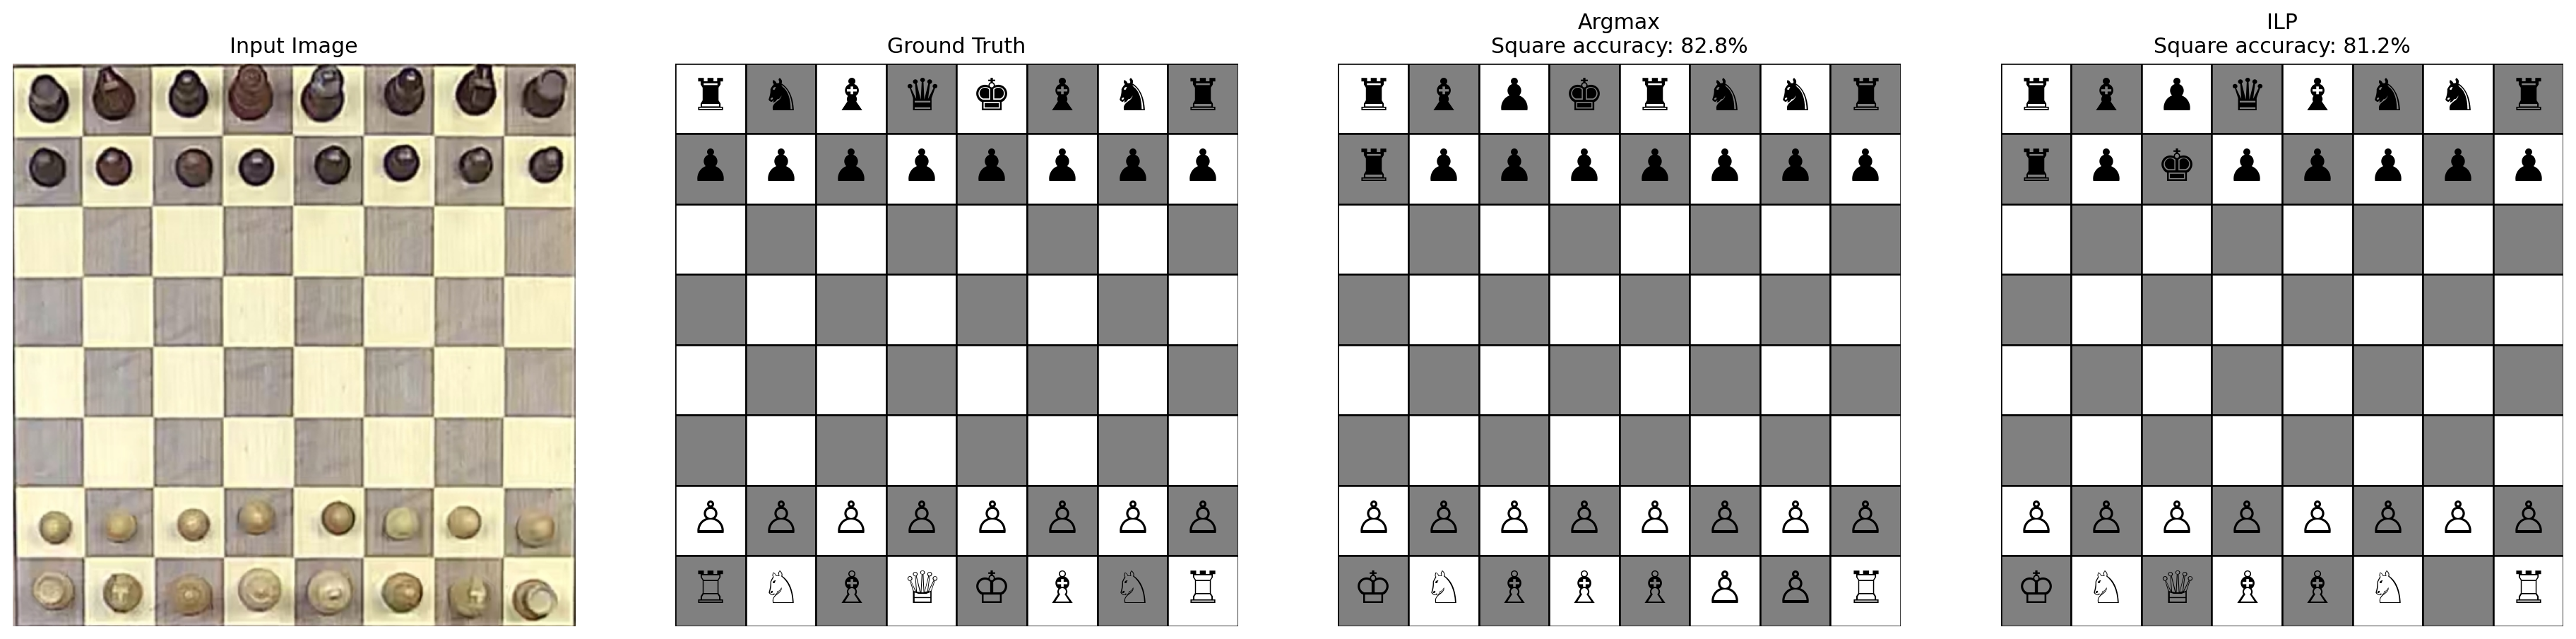 Input Image
Ground Truth
Argmax
Square accuracy: 82.8%
ILP
Square accuracy: 81.2%